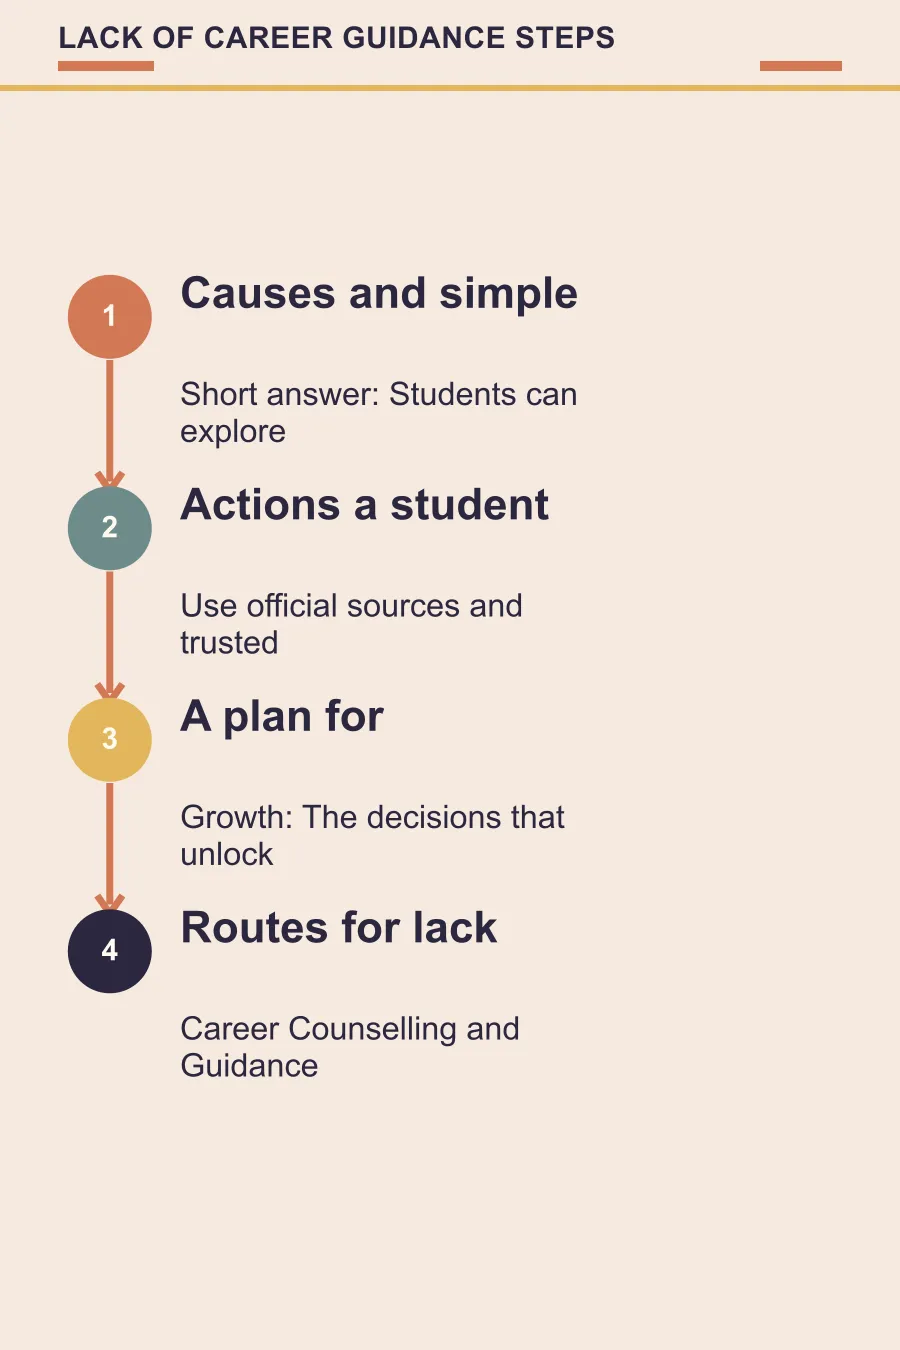 LACK OF CAREER GUIDANCE STEPS
1
Causes and simple
Short answer: Students can
explore
2
Actions a student
Use official sources and
trusted
3
A plan for
Growth: The decisions that
unlock
4
Routes for lack
Career Counselling and
Guidance